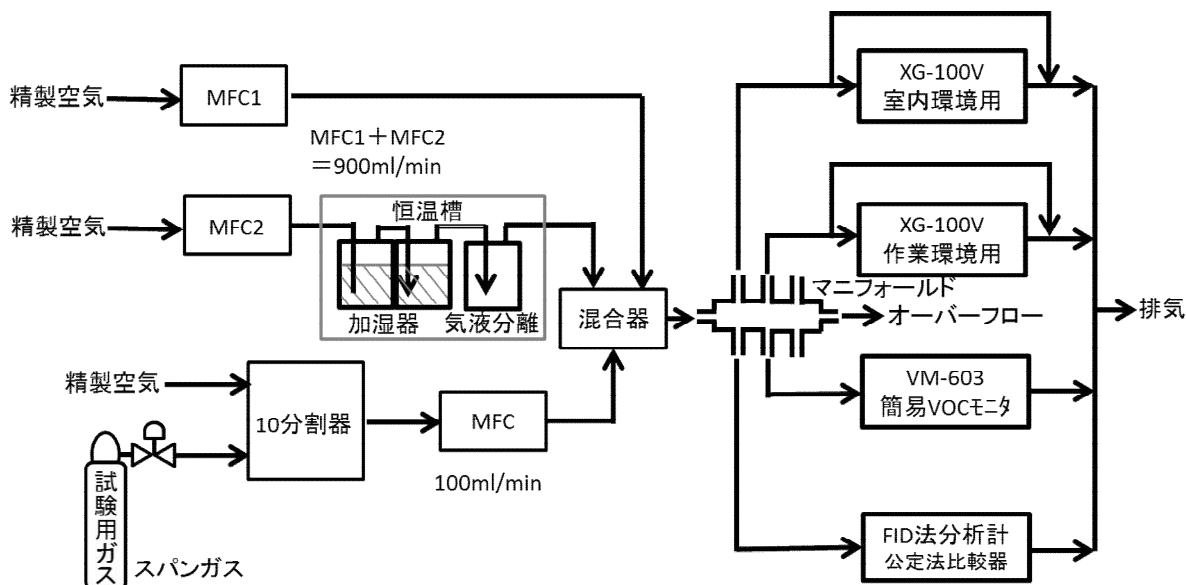 精製空気
MFC1
MFC1＋MFC2
＝900ml/min
精製空気
MFC2
恒温槽
加湿器
気液分離
混合器
精製空気
10分割器
MFC
100ml/min
試験用ガス
スパンガス
XG-100V
室内環境用
XG-100V
作業環境用
マニフォールド
オーバーフロー
排気
VM-603
簡易VOCモニタ
FID法分析計
公定法比較器